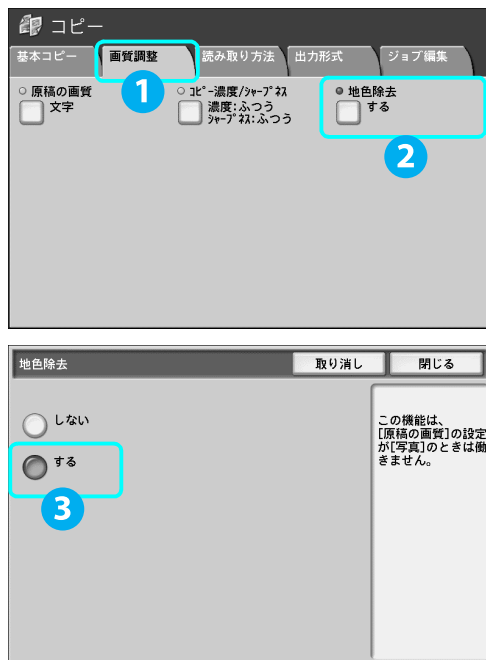 コピー
基本コピー 画質調整 読み取り方法 出力形式 ジョブ編集
原稿の画質 ｺﾋﾟｰ濃度/ｼｬｰﾌﾟﾈｽ 地色除去
文字 濃度:ふつう する
ｼｬｰﾌﾟﾈｽ:ふつう
1
2
地色除去 取り消し 閉じる
しない
する
3
この機能は、
[原稿の画質]の設定
が[写真]のときは働
きません。